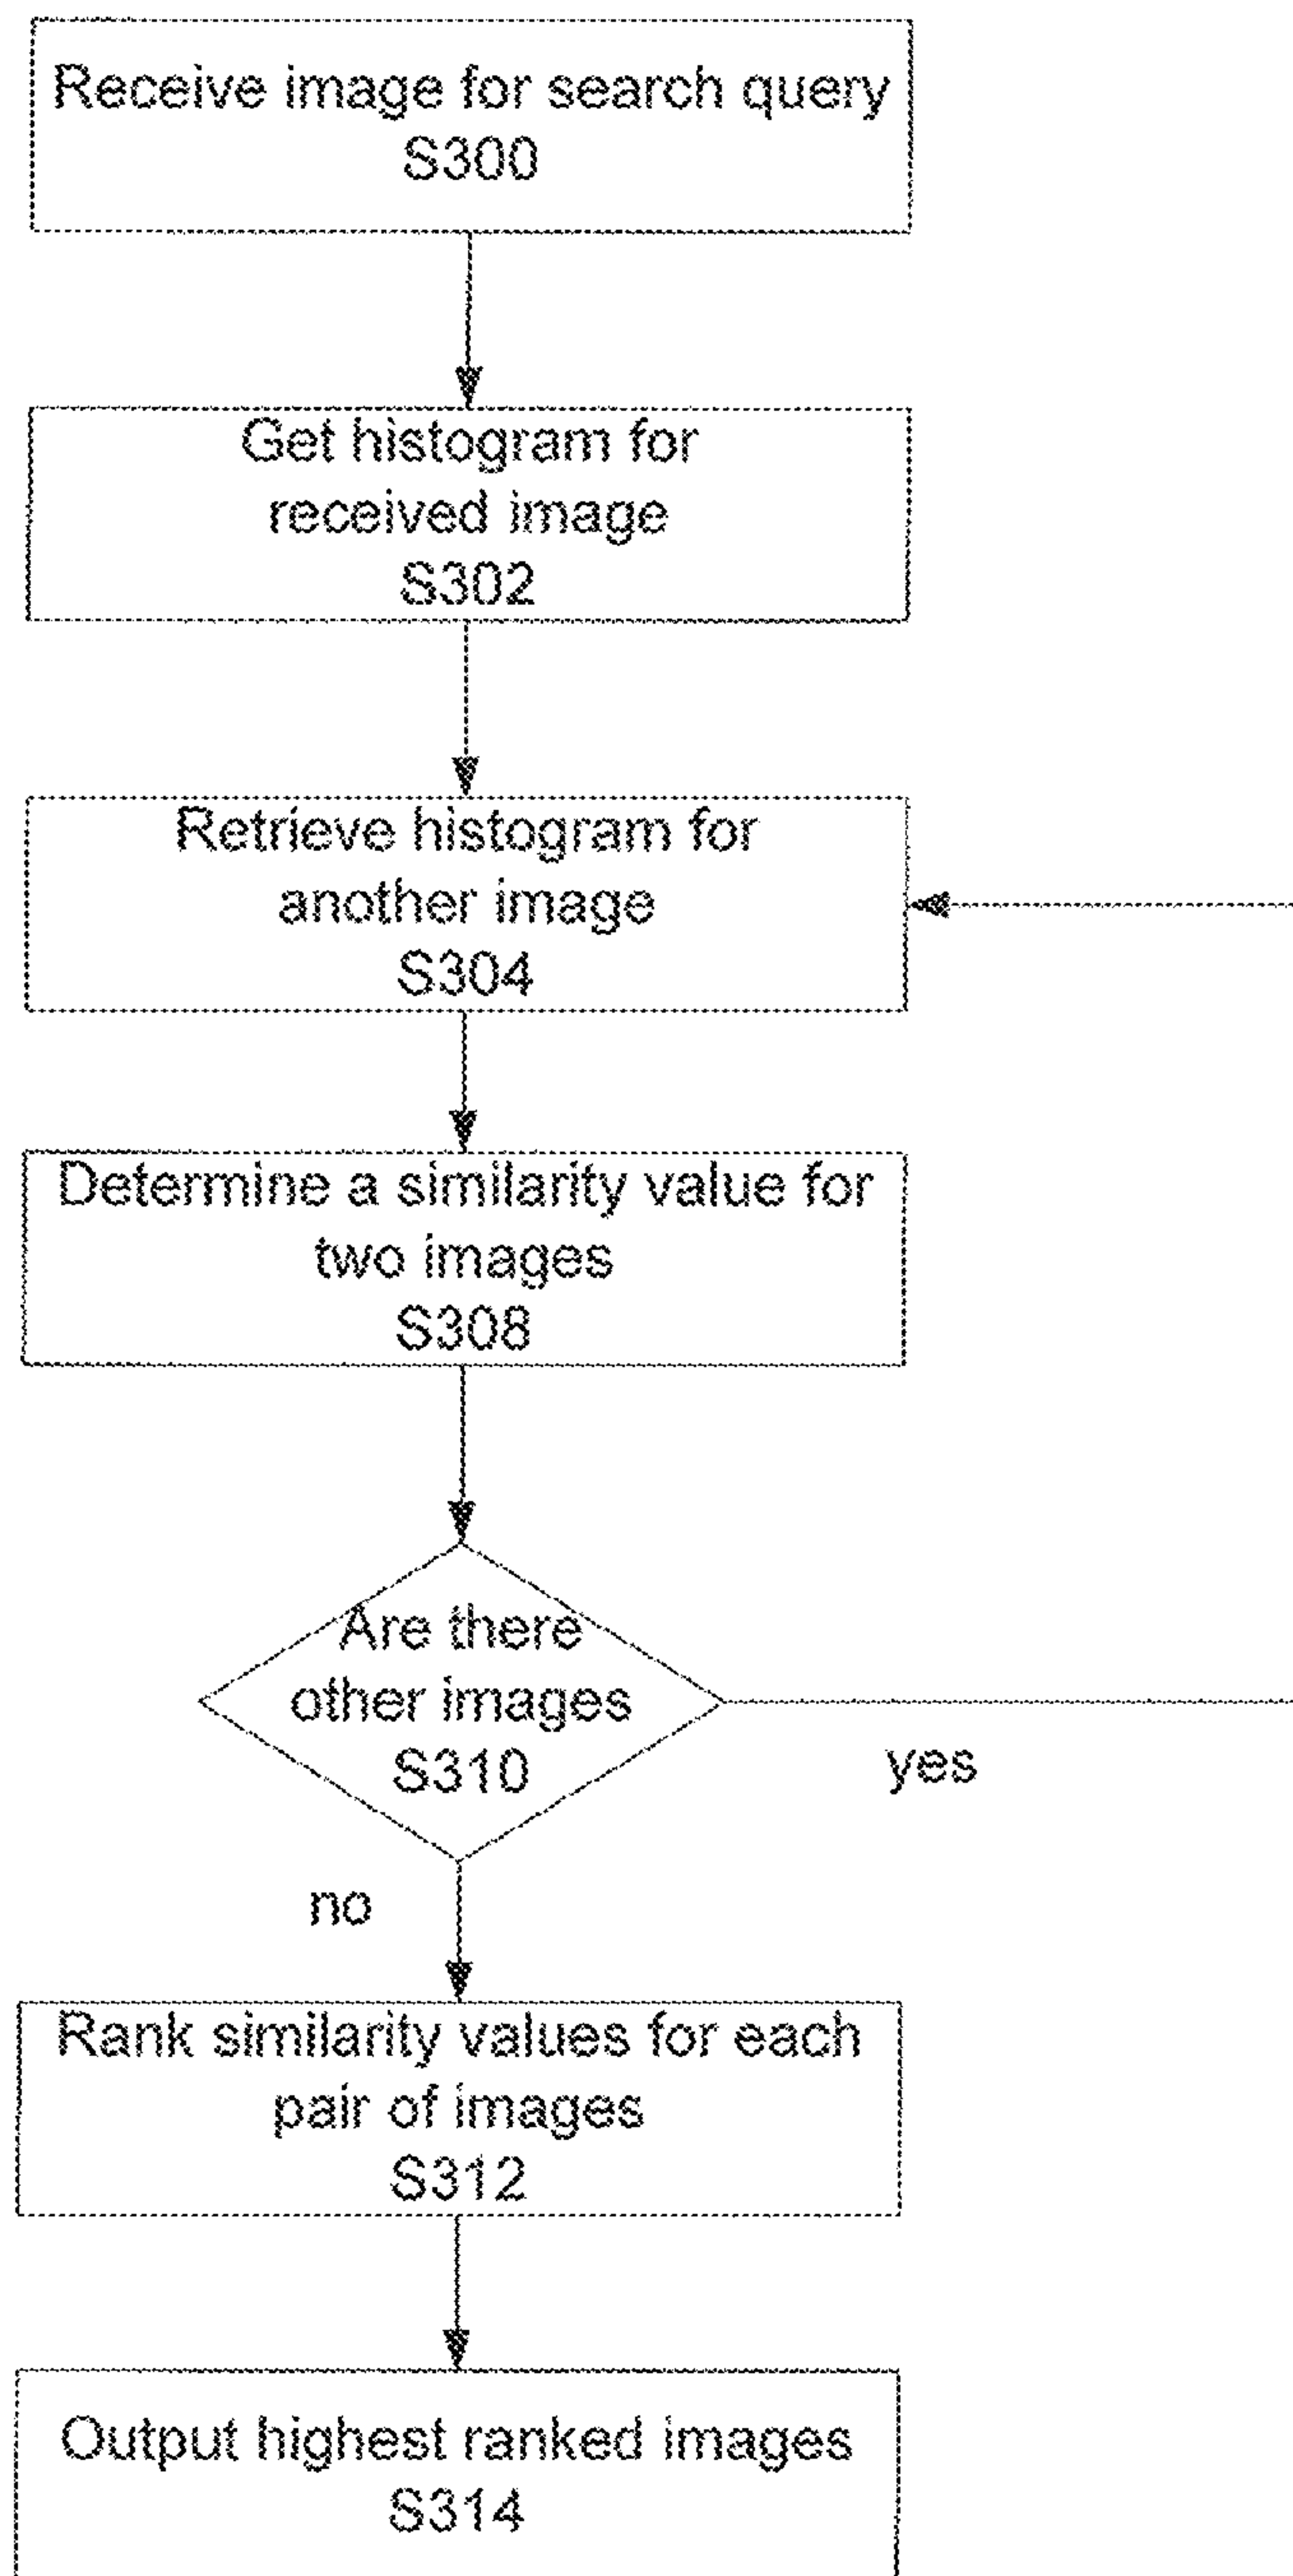 Receive image for search query
S300
Get histogram for
received image
S302
Retrieve histogram for
another image
S304
Determine a similarity value for
two images
S308
Are there
other images
S310
yes
no
Rank similarity values for each
pair of images
S312
Output highest ranked images
S314